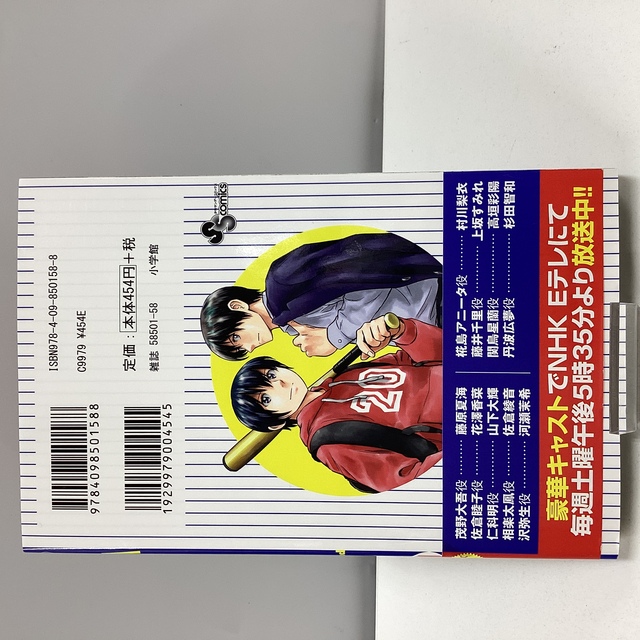 ISBN978-4-09-850158-8
C9979 ¥454E
定価：本体454円＋税
雑誌 58501-58 小学館
9784098501588
1929979004545
S comics
20
茂野大吾役………藤原夏海
佐倉睦子役………花澤香菜
仁科明役………山下大輝
相楽太鳳役………佐倉綾音
沢弥生役………河瀬茉希
椛島アニータ役………村川梨衣
藤井千里役………上坂すみれ
関鳥星蘭役………高垣彩陽
丹波広夢役………杉田智和
豪華キャストでNHK Eテレにて
毎週土曜午後5時35分より放送中!!